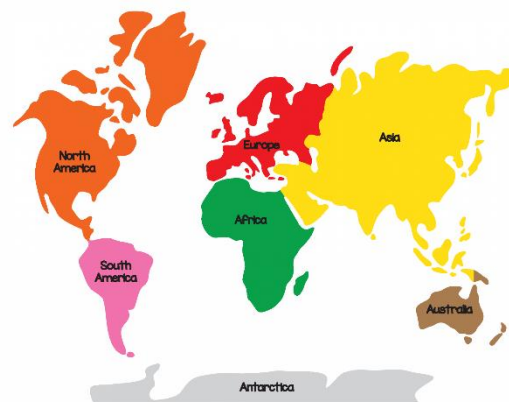 North
America
Europe
Asia
Africa
South
America
Australia
Antarctica